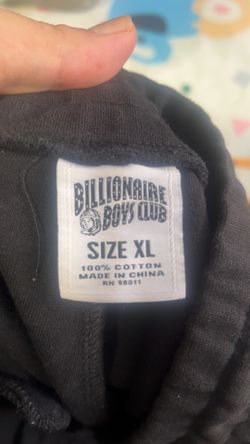 BILLIONAIRE
BOYS CLUB
SIZE XL
100% COTTON
MADE IN CHINA
RN 98011